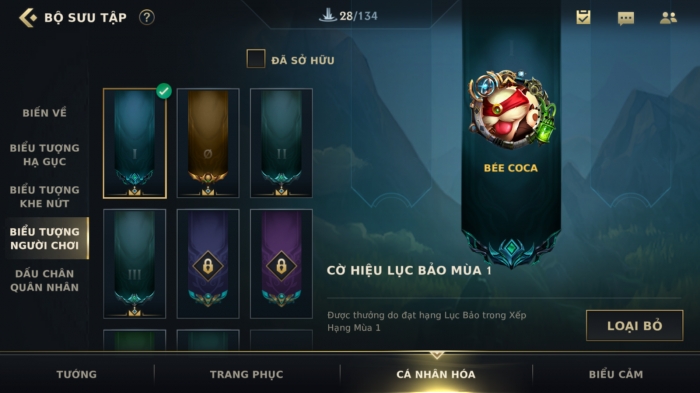 BỘ SƯU TẬP ?
28/134
ĐÃ SỞ HỮU
BIẾN VỀ
BIỂU TƯỢNG
HẠ GỤC
BIỂU TƯỢNG
KHE NỨT
BIỂU TƯỢNG
NGƯỜI CHƠI
DẤU CHÂN
QUÂN NHÂN
I
II
III
BÉE COCA
CỜ HIỆU LỤC BẢO MÙA 1
Được thưởng do đạt hạng Lục Bảo trong Xếp
Hạng Mùa 1
LOẠI BỎ
TƯỚNG
TRANG PHỤC
CÁ NHÂN HÓA
BIỂU CẢM